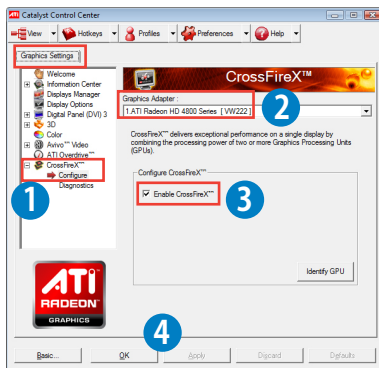 Catalyst Control Center
View Hotkeys Profiles Preferences Help
Graphics Settings
Welcome
Information Center
Displays Manager
Display Options
Digital Panel (DVI) 3
3D
Color
Avivo™ Video
ATI Overdrive™
CrossFireX™
Configure
Diagnostics
1
CrossFireX™
Graphics Adapter :
1.ATI Radeon HD 4800 Series [ VW222 ]
2
CrossFireX™ delivers exceptional performance on a single display by
combining the processing power of two or more Graphics Processing Units
(GPUs).
Configure CrossFireX™
Enable CrossFireX™
3
Identify GPU
ATI
RADEON
GRAPHICS
4
Basic... OK Apply Discard Defaults